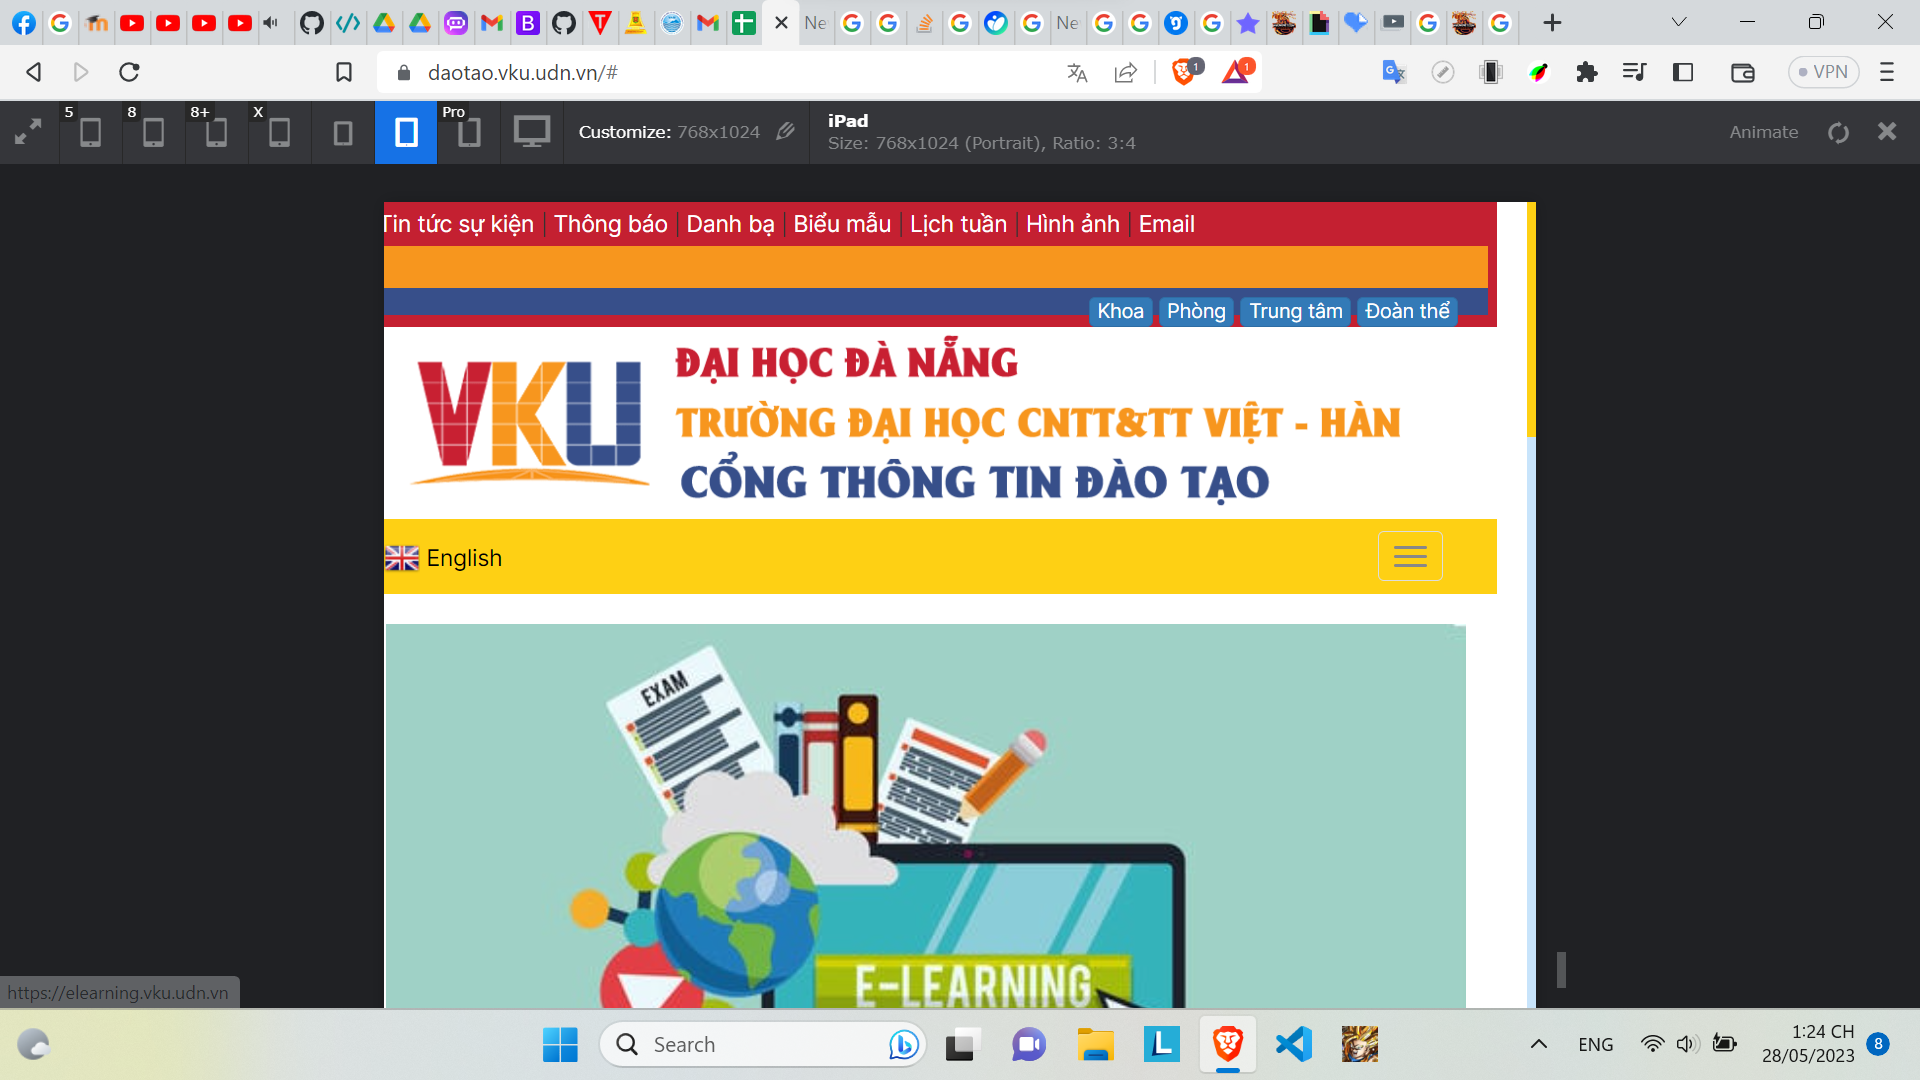 Ne
Ne
daotao.vku.udn.vn/#
1
1
VPN
5
8
8+
X
Pro
Customize: 768x1024
iPad
Size: 768x1024 (Portrait), Ratio: 3:4
Animate
Tin tức sự kiện | Thông báo | Danh bạ | Biểu mẫu | Lịch tuần | Hình ảnh | Email
Khoa Phòng Trung tâm Đoàn thể
VKU
ĐẠI HỌC ĐÀ NẴNG
TRƯỜNG ĐẠI HỌC CNTT&TT VIỆT - HÀN
CỔNG THÔNG TIN ĐÀO TẠO
English
EXAM
E-LEARNING
https://elearning.vku.udn.vn
Search
L
ENG
1:24 CH
28/05/2023
8